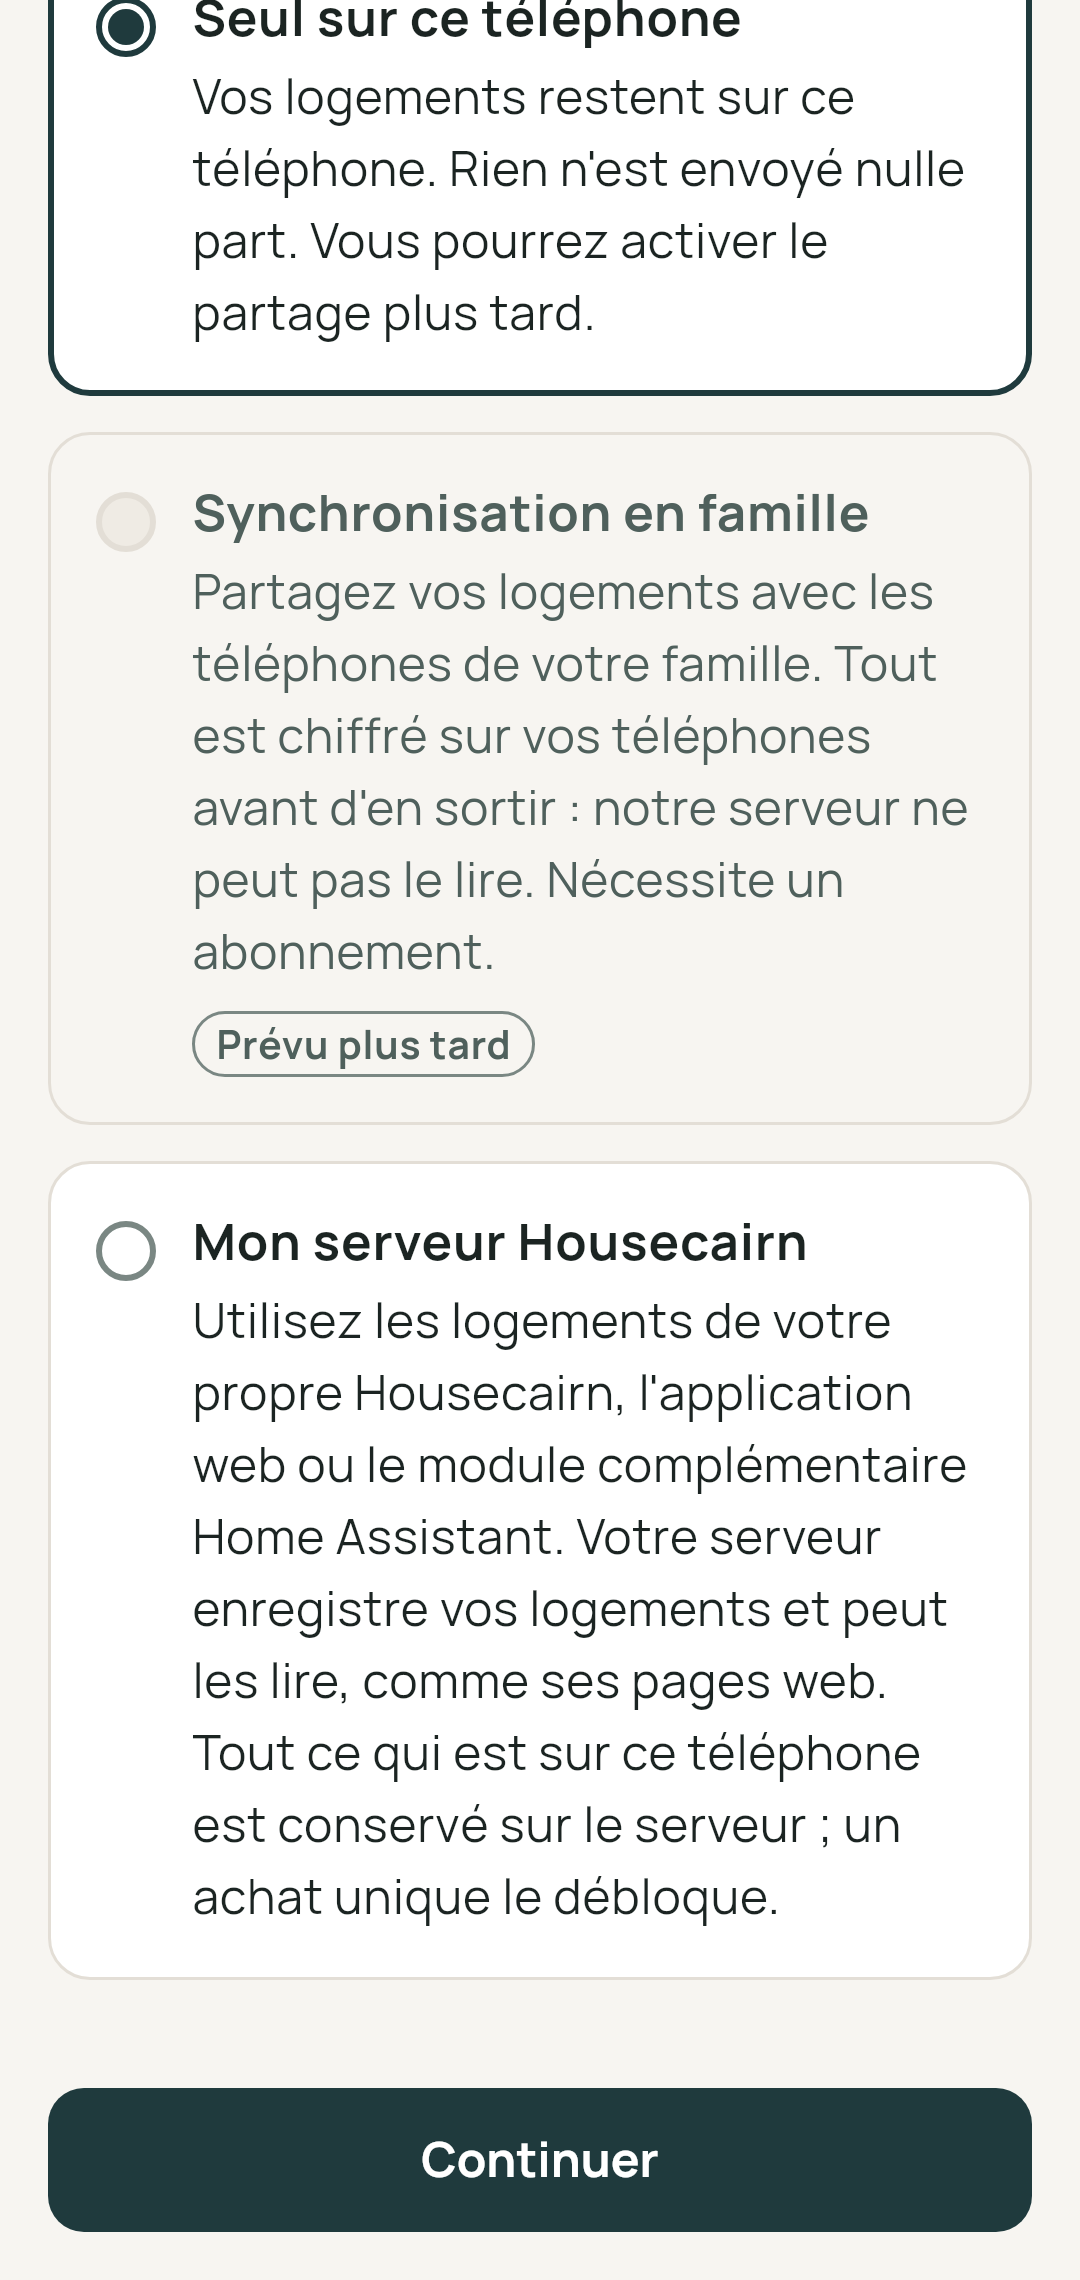 Seul sur ce téléphone
Vos logements restent sur ce
téléphone. Rien n'est envoyé nulle
part. Vous pourrez activer le
partage plus tard.
Synchronisation en famille
Partagez vos logements avec les
téléphones de votre famille. Tout
est chiffré sur vos téléphones
avant d'en sortir : notre serveur ne
peut pas le lire. Nécessite un
abonnement.
Prévu plus tard
Mon serveur Housecairn
Utilisez les logements de votre
propre Housecairn, l'application
web ou le module complémentaire
Home Assistant. Votre serveur
enregistre vos logements et peut
les lire, comme ses pages web.
Tout ce qui est sur ce téléphone
est conservé sur le serveur ; un
achat unique le débloque.
Continuer